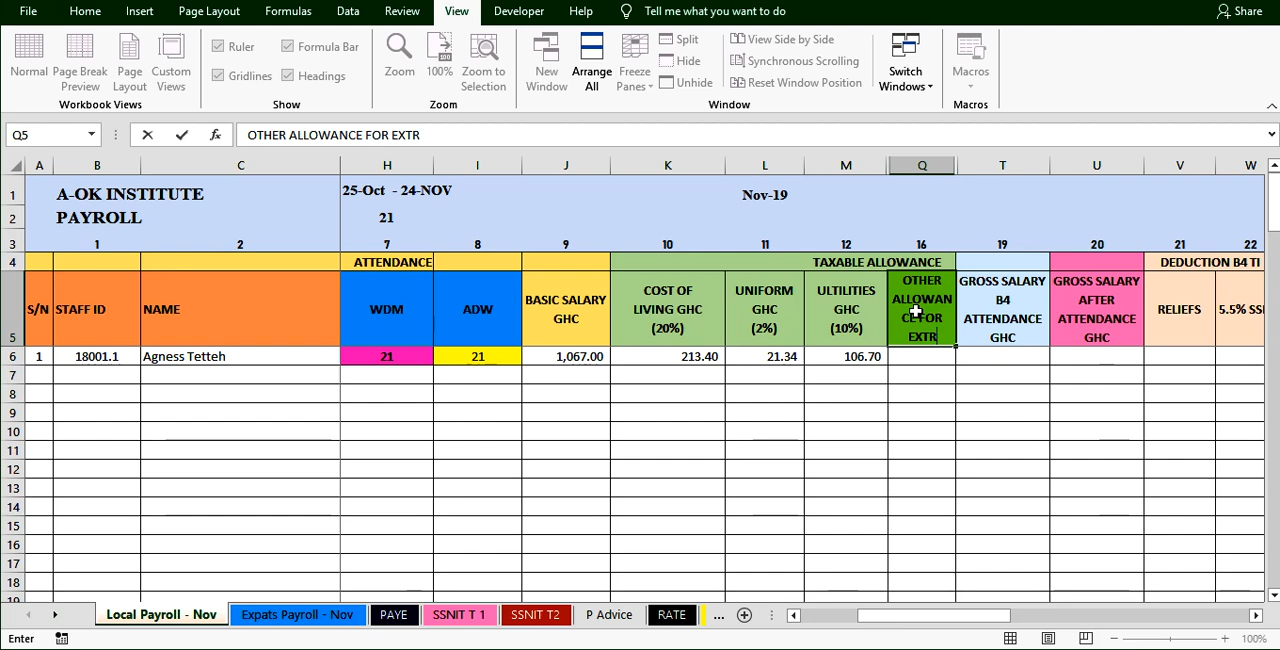 File Home Insert Page Layout Formulas Data Review View Developer Help Tell me what you want to do Share
Normal Page Break Preview Page Layout Custom Views
Ruler Formula Bar
Gridlines Headings
Zoom 100% Zoom to Selection
New Window Arrange All Freeze Panes
Split
Hide
Unhide
View Side by Side
Synchronous Scrolling
Reset Window Position
Switch Windows
Macros
Workbook Views Show Zoom Window Macros
Q5 fx OTHER ALLOWANCE FOR EXTR
A B C H I J K L M Q T U V W
1 A-OK INSTITUTE 25-Oct - 24-NOV Nov-19
2 PAYROLL 21
3 1 2 7 8 9 10 11 12 16 19 20 21 22
4 ATTENDANCE TAXABLE ALLOWANCE DEDUCTION B4 TI
5 S/N STAFF ID NAME WDM ADW BASIC SALARY GHC COST OF LIVING GHC (20%) UNIFORM GHC (2%) ULTILITIES GHC (10%) OTHER ALLOWANCE FOR EXTR GROSS SALARY B4 ATTENDANCE GHC GROSS SALARY AFTER ATTENDANCE GHC RELIEFS 5.5% SS
6 1 18001.1 Agness Tetteh 21 21 1,067.00 213.40 21.34 106.70
7
8
9
10
11
12
13
14
15
16
17
18
19
Local Payroll - Nov Expats Payroll - Nov PAYE SSNIT T 1 SSNIT T2 P Advice RATE ...
Enter 100%